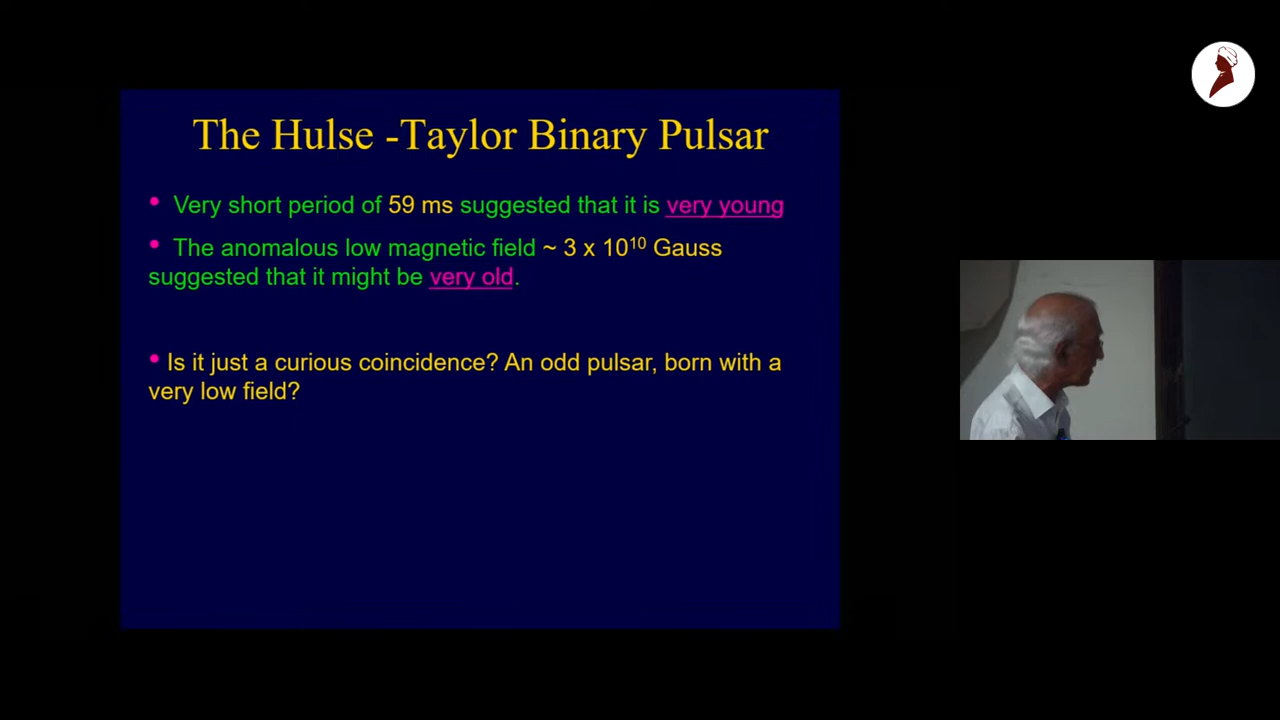 The Hulse -Taylor Binary Pulsar
• Very short period of 59 ms suggested that it is very young
• The anomalous low magnetic field ~ 3 x 10¹⁰ Gauss
suggested that it might be very old.
• Is it just a curious coincidence? An odd pulsar, born with a
very low field?